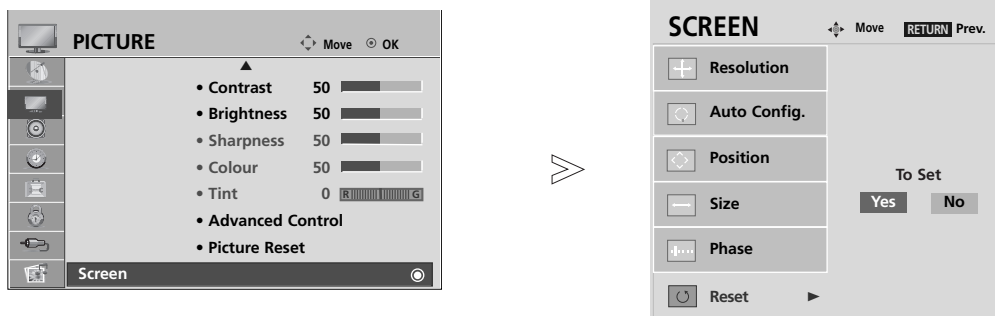 PICTURE Move OK
• Contrast 50
• Brightness 50
• Sharpness 50
• Colour 50
• Tint 0 R G
• Advanced Control
• Picture Reset
Screen
SCREEN Move RETURN Prev.
Resolution
Auto Config.
Position
Size
Phase
Reset
To Set
Yes No